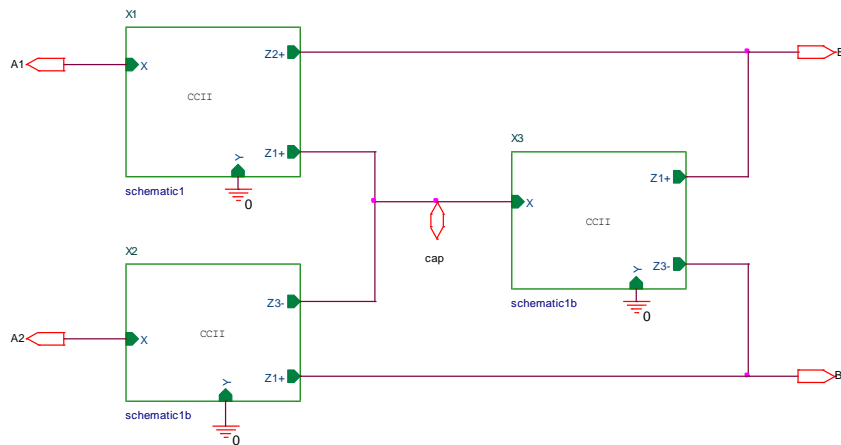 X1
A1
X
Z2+
B
CCII
Z1+
Y
schematic1
0
X3
X
CCII
Z1+
Z3-
Y
schematic1b
0
cap
X2
A2
X
CCII
Z3-
Z1+
Y
schematic1b
0
B